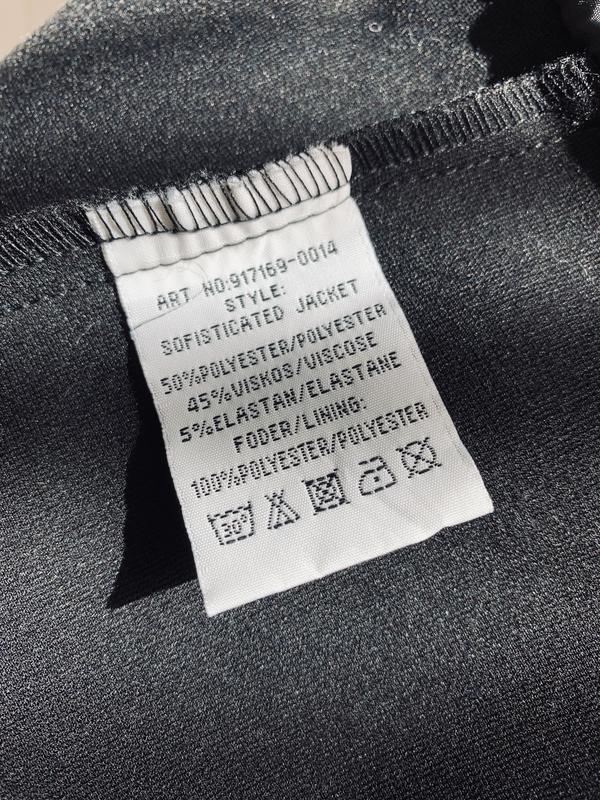 ART NO:917169-0014
STYLE:
SOFISTICATED JACKET
50%POLYESTER/POLYESTER
45%VISKOS/VISCOSE
5%ELASTAN/ELASTANE
FODER/LINING:
100%POLYESTER/POLYESTER
30°